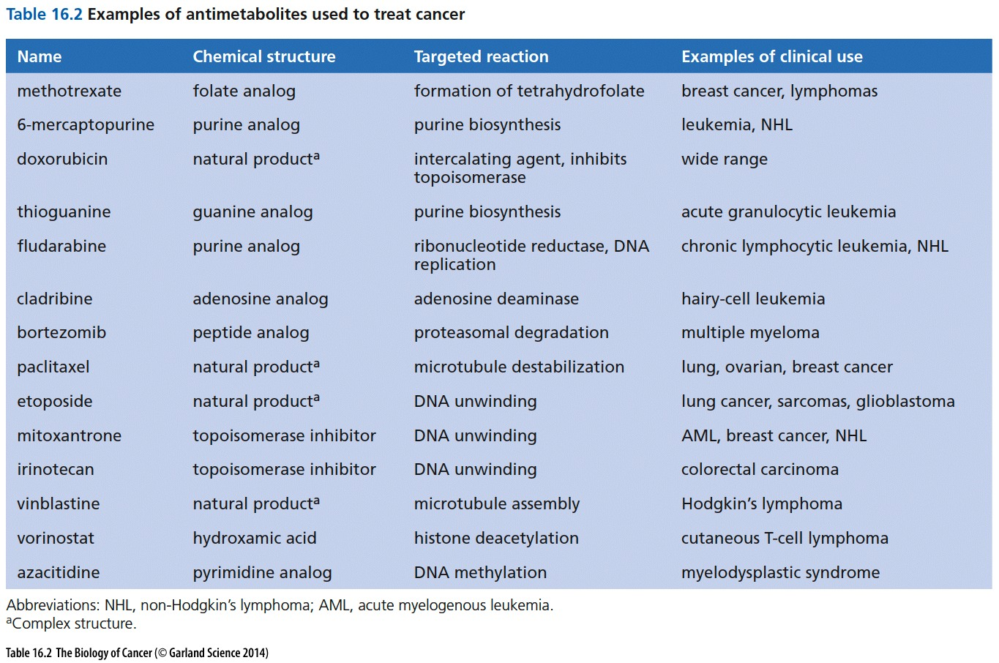 Table 16.2 Examples of antimetabolites used to treat cancer
Name Chemical structure Targeted reaction Examples of clinical use
methotrexate folate analog formation of tetrahydrofolate breast cancer, lymphomas
6-mercaptopurine purine analog purine biosynthesis leukemia, NHL
doxorubicin natural productᵃ intercalating agent, inhibits wide range
topoisomerase
thioguanine guanine analog purine biosynthesis acute granulocytic leukemia
fludarabine purine analog ribonucleotide reductase, DNA chronic lymphocytic leukemia, NHL
replication
cladribine adenosine analog adenosine deaminase hairy-cell leukemia
bortezomib peptide analog proteasomal degradation multiple myeloma
paclitaxel natural productᵃ microtubule destabilization lung, ovarian, breast cancer
etoposide natural productᵃ DNA unwinding lung cancer, sarcomas, glioblastoma
mitoxantrone topoisomerase inhibitor DNA unwinding AML, breast cancer, NHL
irinotecan topoisomerase inhibitor DNA unwinding colorectal carcinoma
vinblastine natural productᵃ microtubule assembly Hodgkin’s lymphoma
vorinostat hydroxamic acid histone deacetylation cutaneous T-cell lymphoma
azacitidine pyrimidine analog DNA methylation myelodysplastic syndrome
Abbreviations: NHL, non-Hodgkin’s lymphoma; AML, acute myelogenous leukemia.
ᵃComplex structure.
Table 16.2 The Biology of Cancer (© Garland Science 2014)